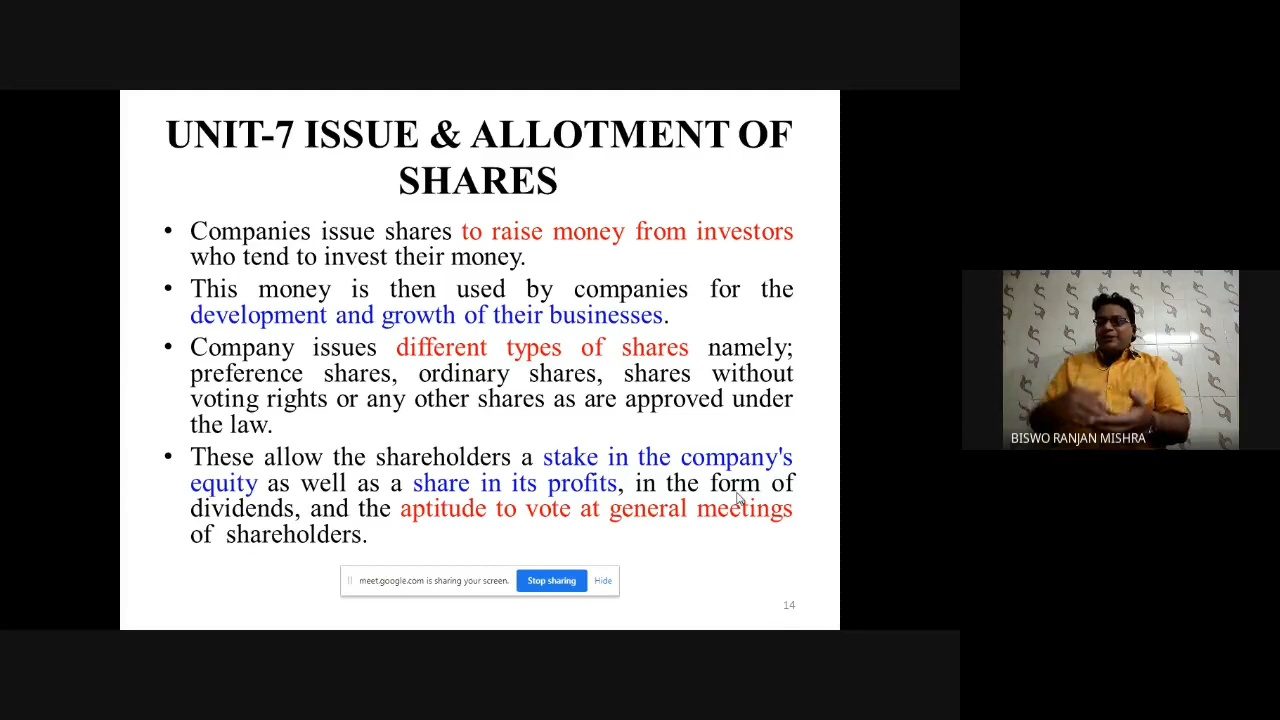 UNIT-7 ISSUE & ALLOTMENT OF
SHARES
• Companies issue shares to raise money from investors
who tend to invest their money.
• This money is then used by companies for the
development and growth of their businesses.
• Company issues different types of shares namely;
preference shares, ordinary shares, shares without
voting rights or any other shares as are approved under
the law.
• These allow the shareholders a stake in the company's
equity as well as a share in its profits, in the form of
dividends, and the aptitude to vote at general meetings
of shareholders.
meet.google.com is sharing your screen. Stop sharing Hide
14
BISWO RANJAN MISHRA